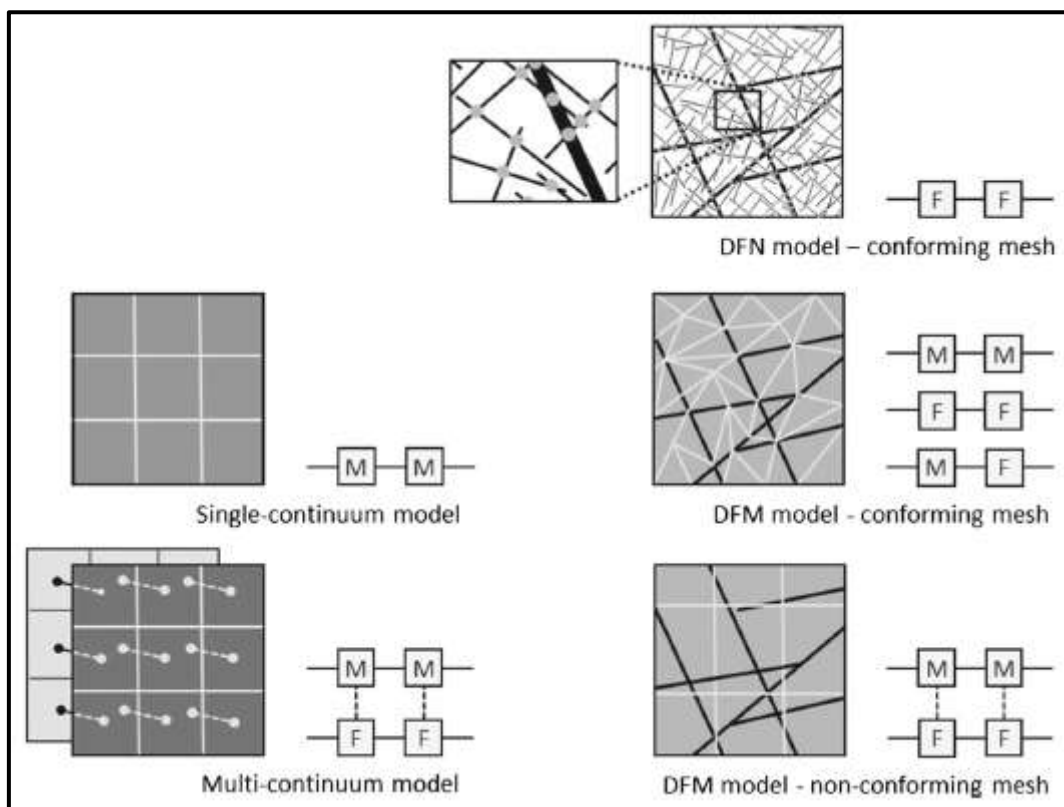 F F
DFN model – conforming mesh
M M
F F
M F
M M
Single-continuum model
DFM model - conforming mesh
M M
F F
Multi-continuum model
M M
F F
DFM model - non-conforming mesh